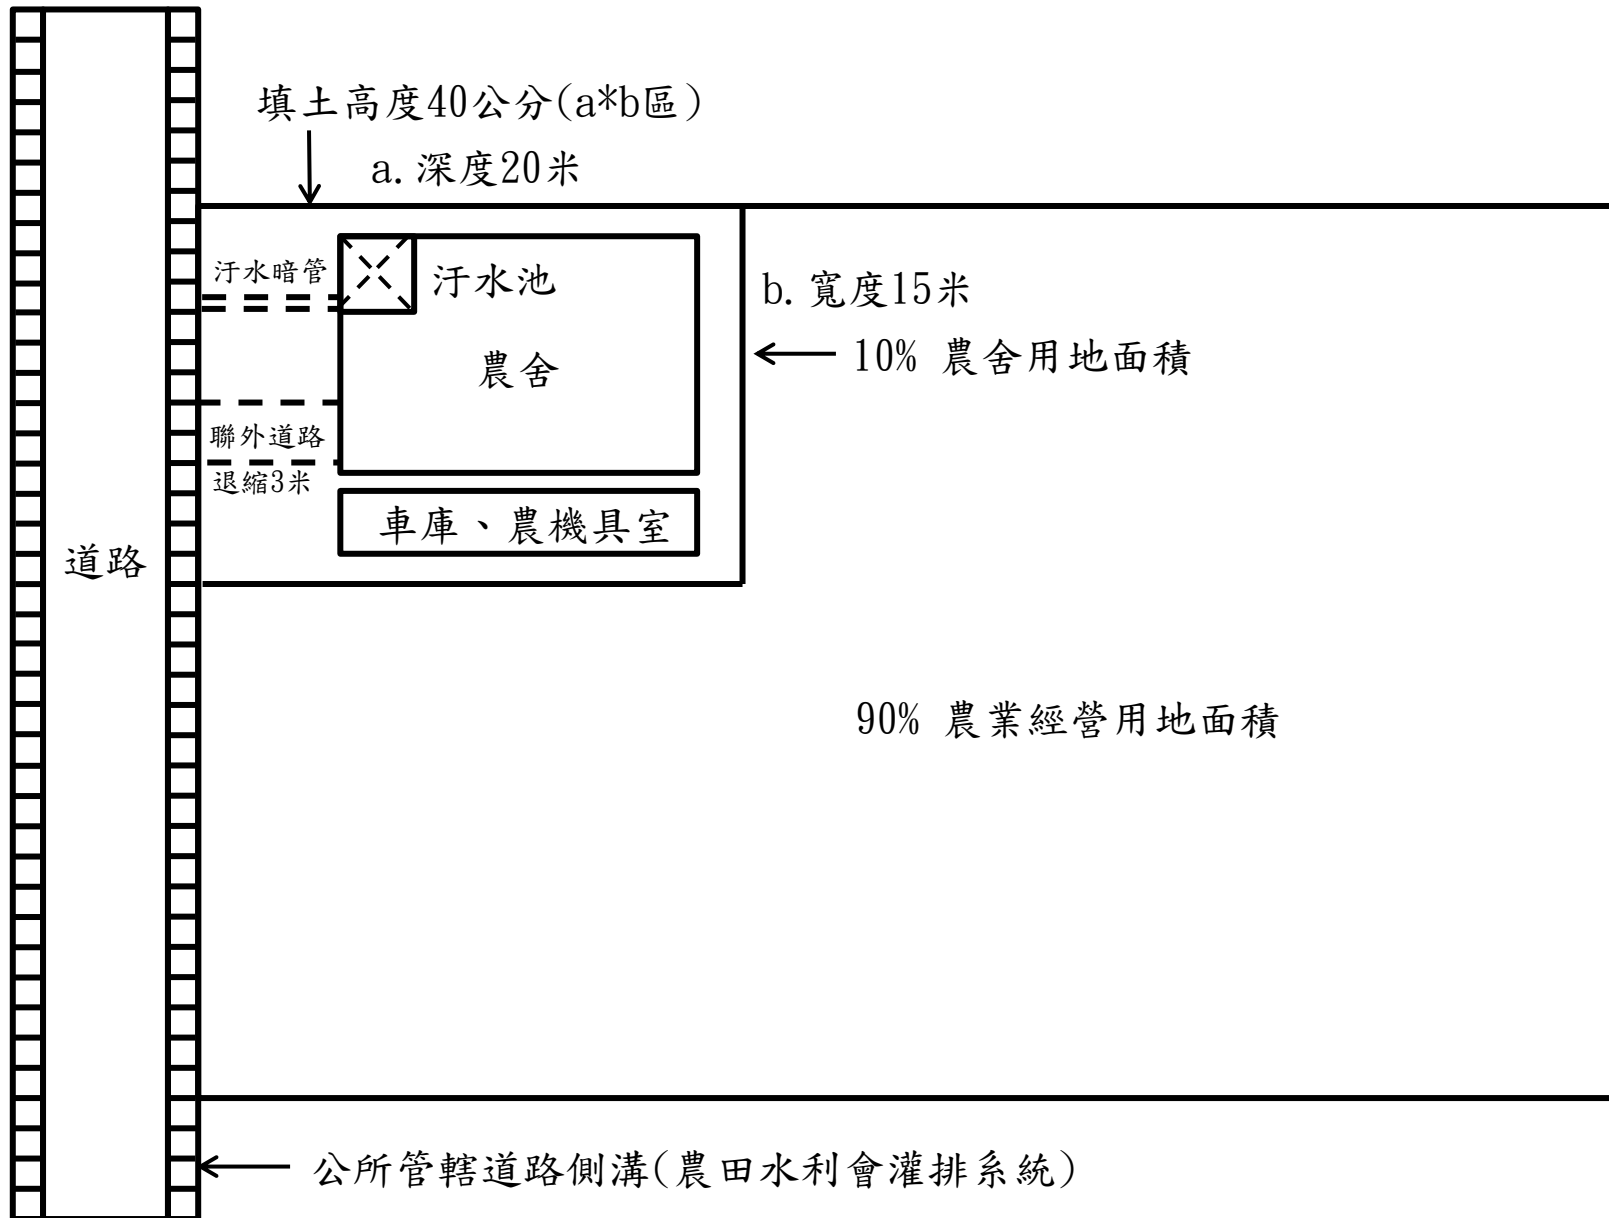 填土高度40公分(a*b區)
a. 深度20米
汙水暗管
汙水池
b. 寬度15米
10% 農舍用地面積
農舍
聯外道路
退縮3米
車庫、農機具室
道路
90% 農業經營用地面積
公所管轄道路側溝(農田水利會灌排系統)